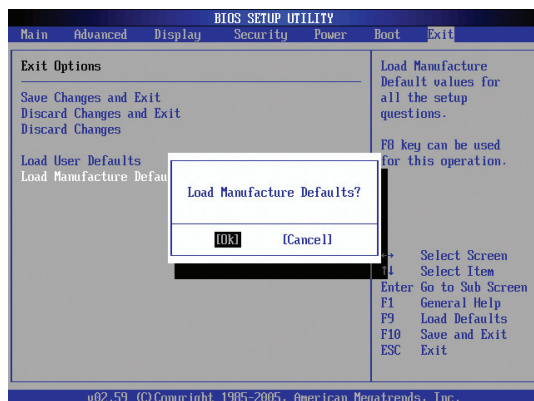 BIOS SETUP UTILITY
Main Advanced Display Security Power Boot Exit
Exit Options
Save Changes and Exit
Discard Changes and Exit
Discard Changes
Load User Defaults
Load Manufacture Defau
Load Manufacture Defaults?
[Ok] [Cancel]
Load Manufacture
Default values for
all the setup
questions.
F8 key can be used
for this operation.
↔ Select Screen
↑↓ Select Item
Enter Go to Sub Screen
F1 General Help
F9 Load Defaults
F10 Save and Exit
ESC Exit
v02.59 (C)Copyright 1985-2005, American Megatrends, Inc.